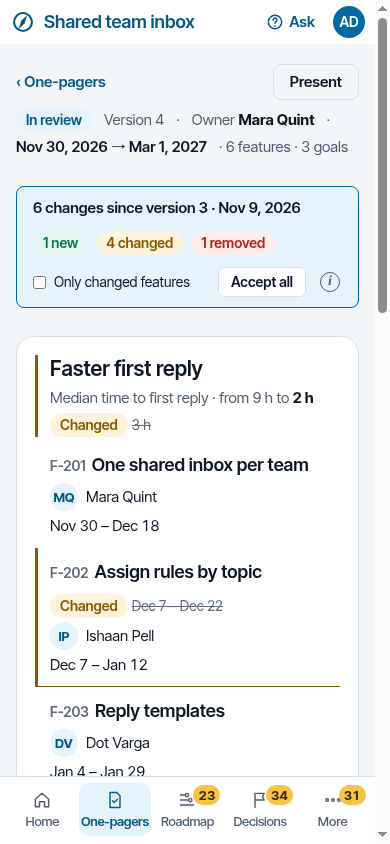 Shared team inbox
Ask
AD
‹ One-pagers
Present
In review Version 4 · Owner Mara Quint ·
Nov 30, 2026 → Mar 1, 2027 · 6 features · 3 goals
6 changes since version 3 · Nov 9, 2026
1 new 4 changed 1 removed
Only changed features
Accept all
i
Faster first reply
Median time to first reply · from 9 h to 2 h
Changed 3 h
F-201 One shared inbox per team
MQ Mara Quint
Nov 30 – Dec 18
F-202 Assign rules by topic
Changed Dec 7 – Dec 22
IP Ishaan Pell
Dec 7 – Jan 12
F-203 Reply templates
DV Dot Varga
Jan 4 – Jan 29
23 34 31
Home One-pagers Roadmap Decisions More